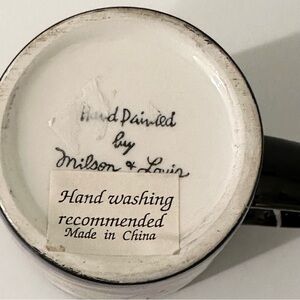 Hand Painted
by
Milson & Louis
Hand washing
recommended
Made in China